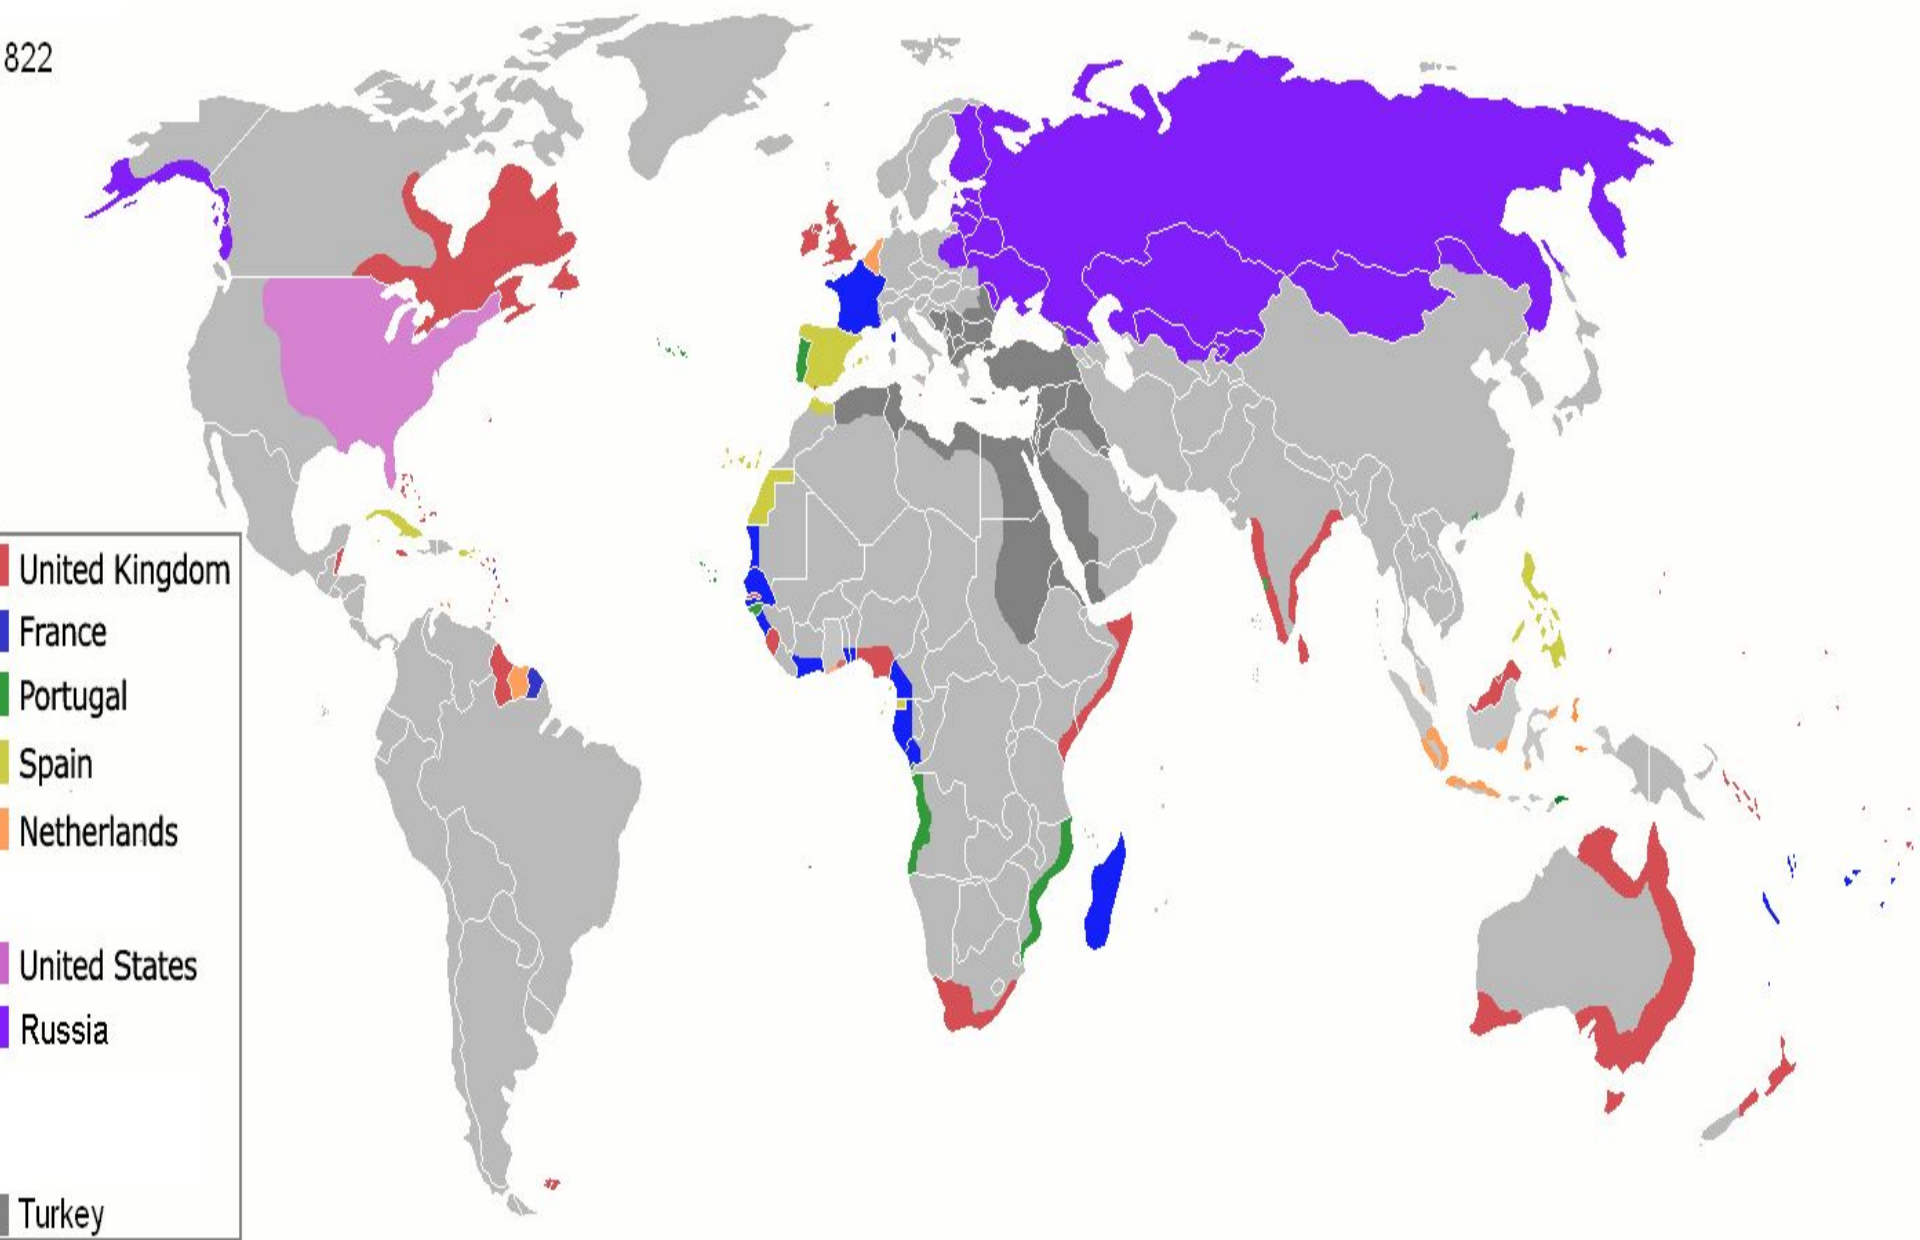 822
United Kingdom
France
Portugal
Spain
Netherlands
United States
Russia
Turkey